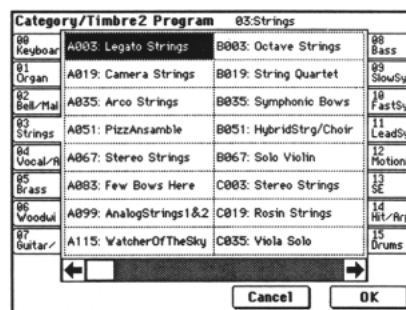 Category/Timbre2 Program 03:Strings
00 Keyboar
01 Organ
02 Bell/Mal
03 Strings
04 Vocal/A
05 Brass
06 Woodwi
07 Guitar/
A003: Legato Strings B003: Octave Strings
A019: Camera Strings B019: String Quartet
A035: Arco Strings B035: Symphonic Bows
A051: PizzAnsamble B051: HybridStrg/Choir
A067: Stereo Strings B067: Solo Violin
A083: Few Bows Here C003: Stereo Strings
A099: AnalogStrings1&2 C019: Rosin Strings
A115: WatcherOfTheSky C035: Viola Solo
08 Bass
09 SlowSy
10 FastSy
11 LeadSy
12 Motion
13 SE
14 Hit/Arp
15 Drums
Cancel OK